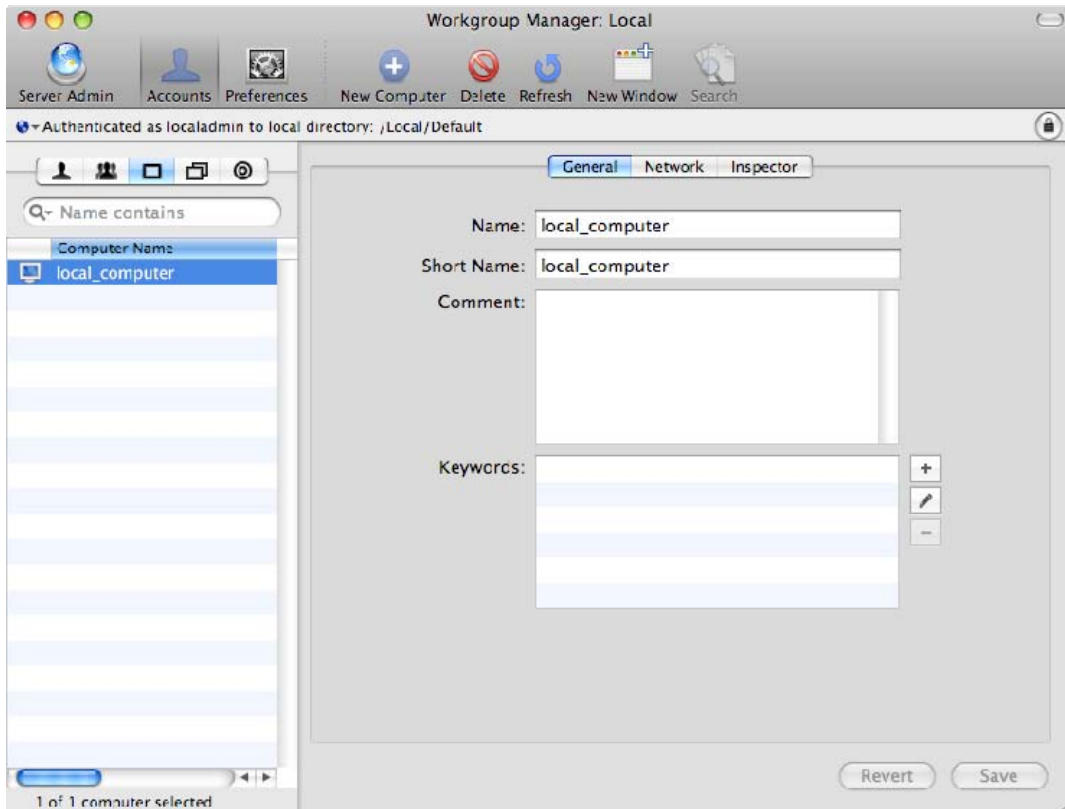 Workgroup Manager: Local
Server Admin Accounts Preferences New Computer Delete Refresh New Window Search
Authenticated as localadmin to local directory: /Local/Default
General Network Inspector
Name contains
Name: local_computer
Computer Name
Short Name: local_computer
local_computer
Comment:
Keywords:
Revert Save
1 of 1 computer selected